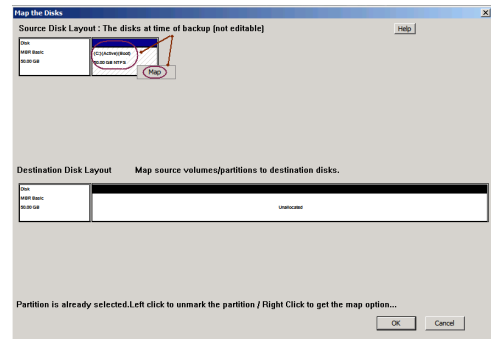 Map the Disks
Source Disk Layout : The disks at time of backup (not editable)
Help
Disk
MBR Basic
50.00 GB
(C:)(Active)(Boot)
50.00 GB NTFS
Map
Destination Disk Layout Map source volumes/partitions to destination disks.
Disk
MBR Basic
50.00 GB
Unallocated
Partition is already selected.Left click to unmark the partition / Right Click to get the map option...
OK Cancel